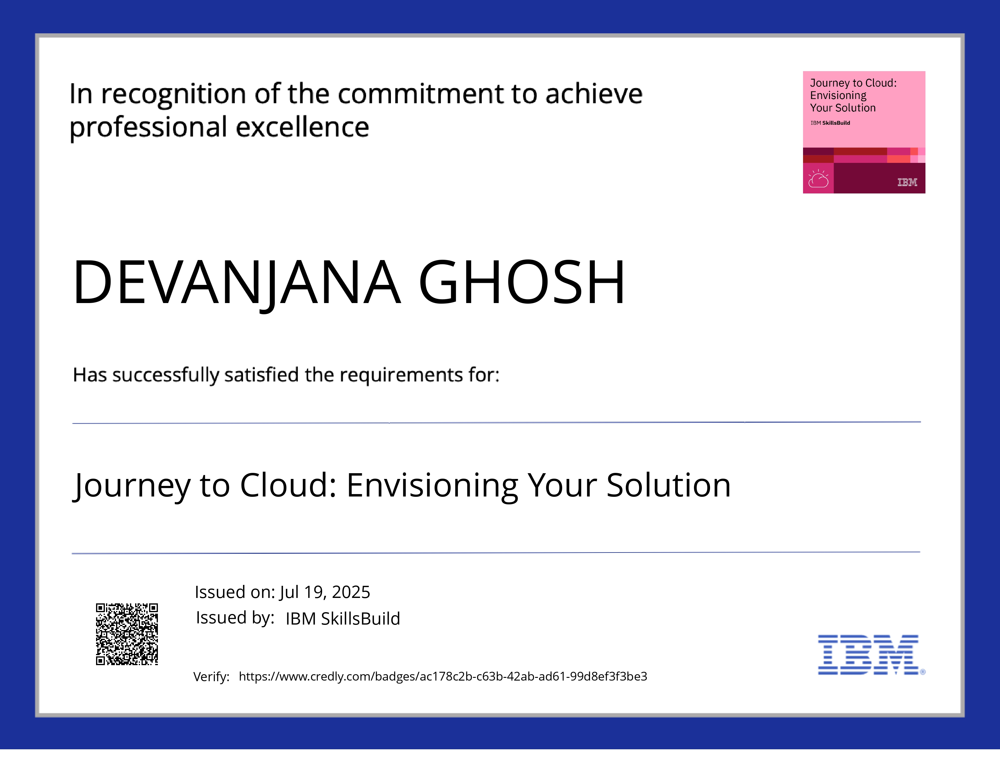 In recognition of the commitment to achieve
professional excellence
Journey to Cloud:
Envisioning
Your Solution
IBM SkillsBuild
IBM
DEVANJANA GHOSH
Has successfully satisfied the requirements for:
Journey to Cloud: Envisioning Your Solution
Issued on: Jul 19, 2025
Issued by: IBM SkillsBuild
Verify: https://www.credly.com/badges/ac178c2b-c63b-42ab-ad61-99d8ef3f3be3
IBM®